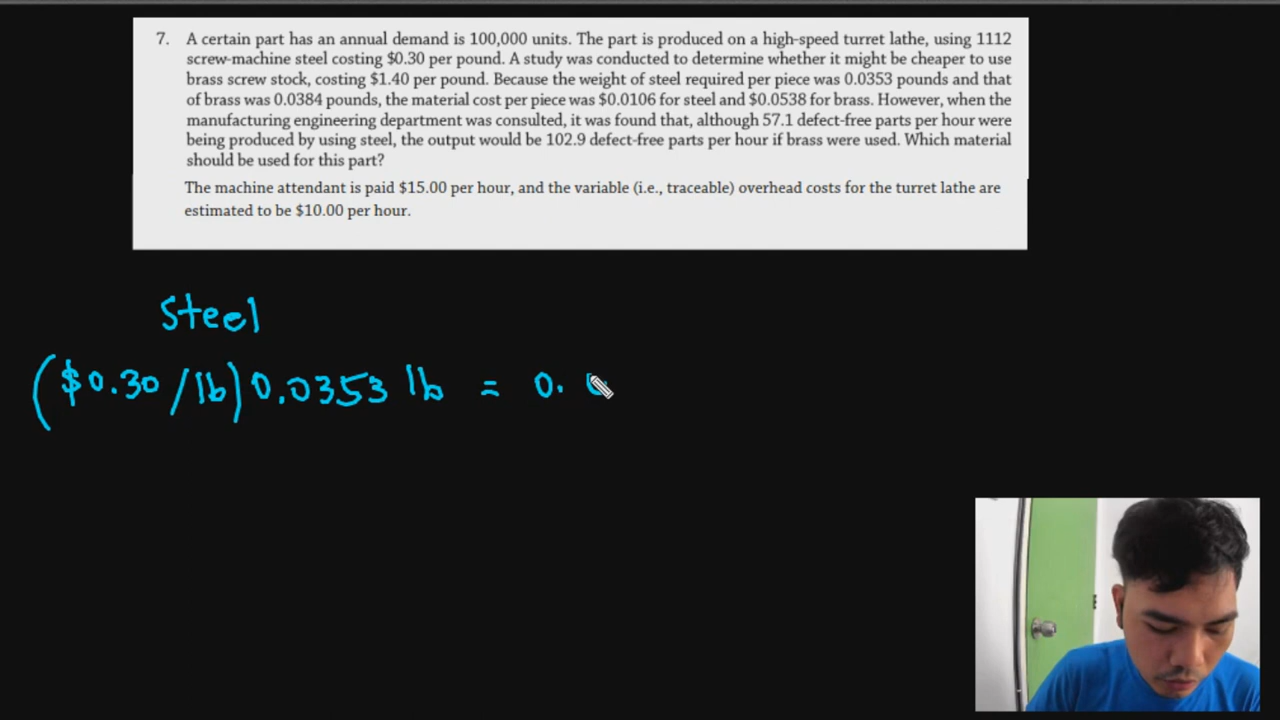 7. A certain part has an annual demand is 100,000 units. The part is produced on a high-speed turret lathe, using 1112
screw-machine steel costing $0.30 per pound. A study was conducted to determine whether it might be cheaper to use
brass screw stock, costing $1.40 per pound. Because the weight of steel required per piece was 0.0353 pounds and that
of brass was 0.0384 pounds, the material cost per piece was $0.0106 for steel and $0.0538 for brass. However, when the
manufacturing engineering department was consulted, it was found that, although 57.1 defect-free parts per hour were
being produced by using steel, the output would be 102.9 defect-free parts per hour if brass were used. Which material
should be used for this part?
The machine attendant is paid $15.00 per hour, and the variable (i.e., traceable) overhead costs for the turret lathe are
estimated to be $10.00 per hour.
Steel
($0.30/lb) 0.0353 lb = 0.